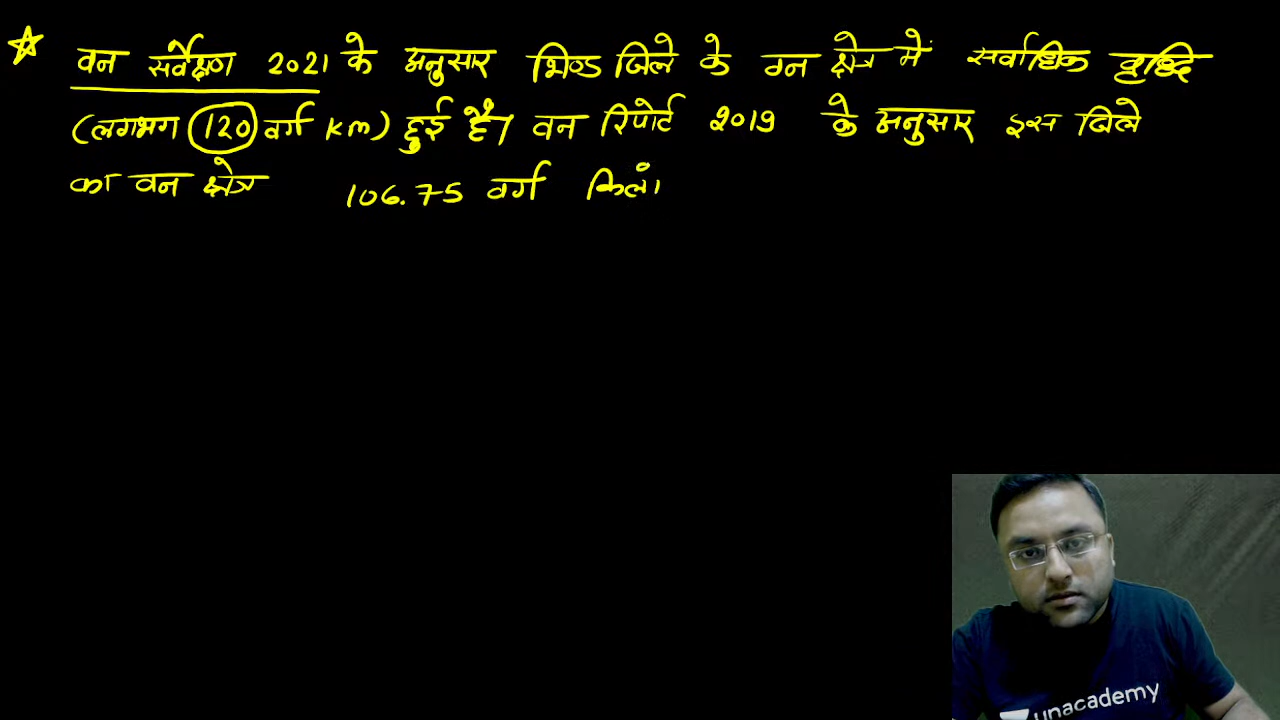 वन सर्वेक्षण 2021 के अनुसार भिण्ड जिले के वन क्षेत्र में सर्वाधिक वृद्धि
(लगभग 120 वर्ग km) हुई है। वन रिपोर्ट 2019 के अनुसार इस जिले
का वन क्षेत्र 106.75 वर्ग किलो
unacademy